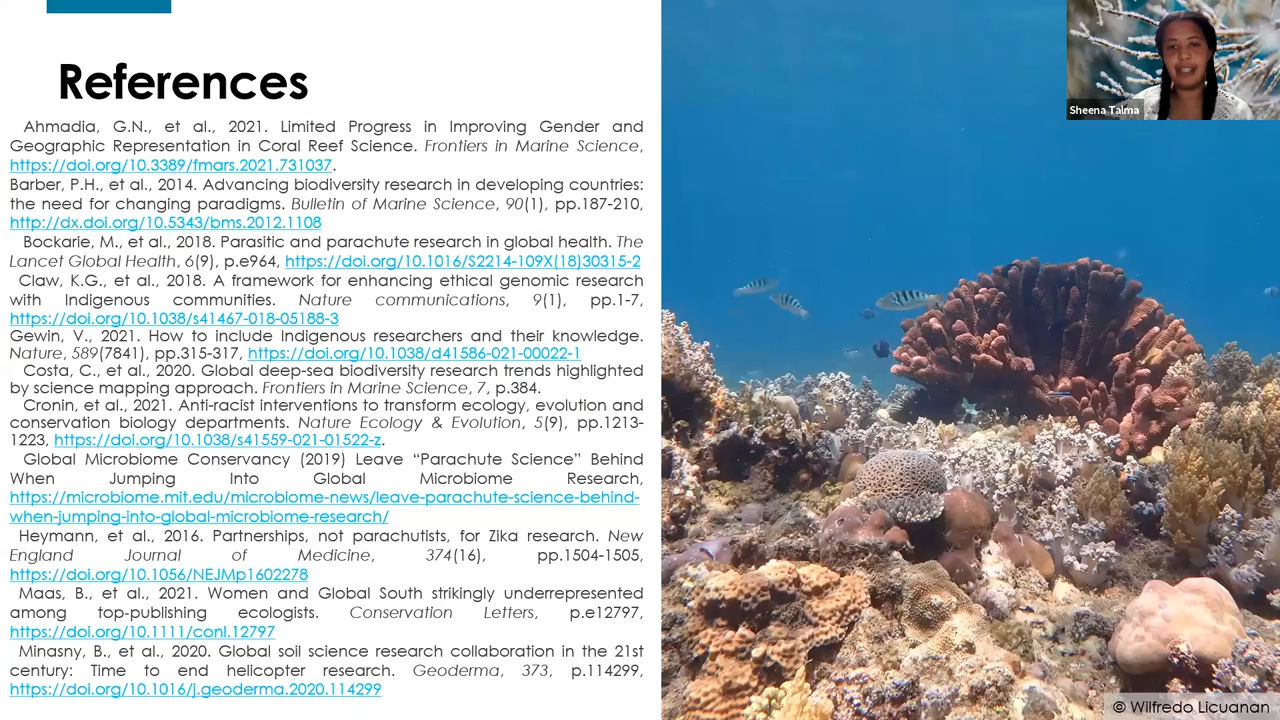 References
Ahmadia, G.N., et al., 2021. Limited Progress in Improving Gender and
Geographic Representation in Coral Reef Science. Frontiers in Marine Science,
https://doi.org/10.3389/fmars.2021.731037.
Barber, P.H., et al., 2014. Advancing biodiversity research in developing countries:
the need for changing paradigms. Bulletin of Marine Science, 90(1), pp.187-210,
http://dx.doi.org/10.5343/bms.2012.1108
Bockarie, M., et al., 2018. Parasitic and parachute research in global health. The
Lancet Global Health, 6(9), p.e964, https://doi.org/10.1016/S2214-109X(18)30315-2
Claw, K.G., et al., 2018. A framework for enhancing ethical genomic research
with Indigenous communities. Nature communications, 9(1), pp.1-7,
https://doi.org/10.1038/s41467-018-05188-3
Gewin, V., 2021. How to include Indigenous researchers and their knowledge.
Nature, 589(7841), pp.315-317, https://doi.org/10.1038/d41586-021-00022-1
Costa, C., et al., 2020. Global deep-sea biodiversity research trends highlighted
by science mapping approach. Frontiers in Marine Science, 7, p.384.
Cronin, et al., 2021. Anti-racist interventions to transform ecology, evolution and
conservation biology departments. Nature Ecology & Evolution, 5(9), pp.1213-
1223, https://doi.org/10.1038/s41559-021-01522-z.
Global Microbiome Conservancy (2019) Leave “Parachute Science” Behind
When Jumping Into Global Microbiome Research,
https://microbiome.mit.edu/microbiome-news/leave-parachute-science-behind-
when-jumping-into-global-microbiome-research/
Heymann, et al., 2016. Partnerships, not parachutists, for Zika research. New
England Journal of Medicine, 374(16), pp.1504-1505,
https://doi.org/10.1056/NEJMp1602278
Maas, B., et al., 2021. Women and Global South strikingly underrepresented
among top-publishing ecologists. Conservation Letters, p.e12797,
https://doi.org/10.1111/conl.12797
Minasny, B., et al., 2020. Global soil science research collaboration in the 21st
century: Time to end helicopter research. Geoderma, 373, p.114299,
https://doi.org/10.1016/j.geoderma.2020.114299
Sheena Talma
© Wilfredo Licuanan